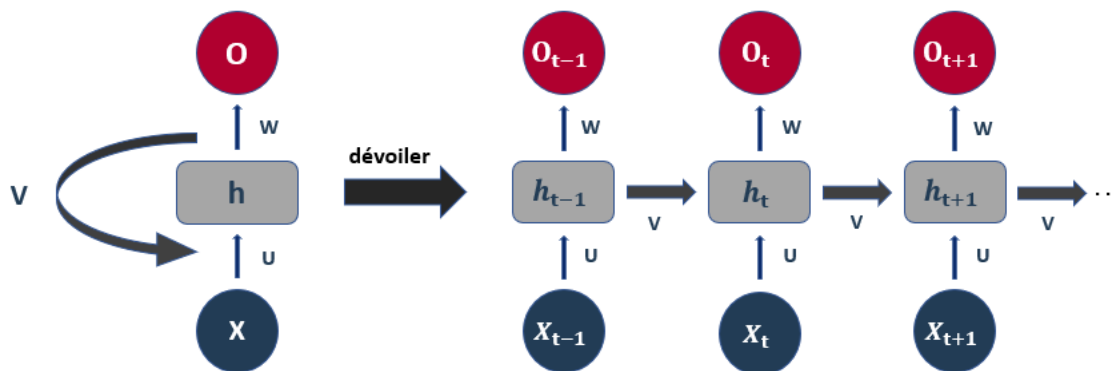 O
W
V
h
U
X
dévoiler
O_{t-1} O_t O_{t+1}
W W W
h_{t-1} h_t h_{t+1} ..
V V V
U U U
X_{t-1} X_t X_{t+1}